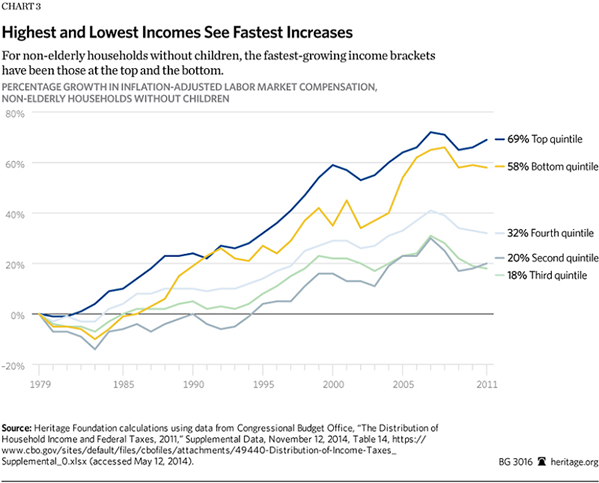 CHART 3
Highest and Lowest Incomes See Fastest Increases
For non-elderly households without children, the fastest-growing income brackets
have been those at the top and the bottom.
PERCENTAGE GROWTH IN INFLATION-ADJUSTED LABOR MARKET COMPENSATION,
NON-ELDERLY HOUSEHOLDS WITHOUT CHILDREN
80%
60%
40%
20%
0%
-20%
69% Top quintile
58% Bottom quintile
32% Fourth quintile
20% Second quintile
18% Third quintile
1979 1985 1990 1995 2000 2005 2011
Source: Heritage Foundation calculations using data from Congressional Budget Office, “The Distribution of
Household Income and Federal Taxes, 2011,” Supplemental Data, November 12, 2014, Table 14, https://
www.cbo.gov/sites/default/files/cbofiles/attachments/49440-Distribution-of-Income-Taxes_
Supplemental_0.xlsx (accessed May 12, 2014).
BG 3016 heritage.org